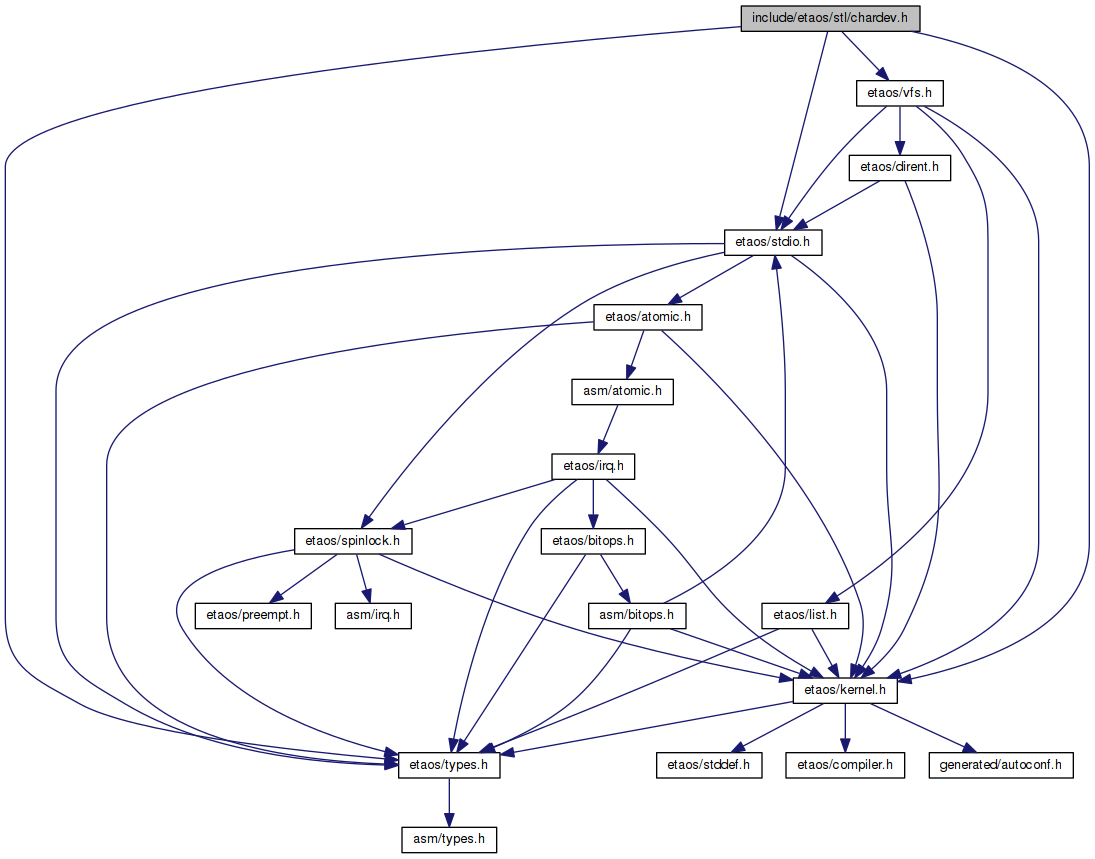 include/etaos/stl/chardev.h
etaos/vfs.h
etaos/dirent.h
etaos/stdio.h
etaos/atomic.h
asm/atomic.h
etaos/irq.h
etaos/spinlock.h
etaos/bitops.h
etaos/preempt.h
asm/irq.h
asm/bitops.h
etaos/list.h
etaos/kernel.h
etaos/types.h
etaos/stddef.h
etaos/compiler.h
generated/autoconf.h
asm/types.h